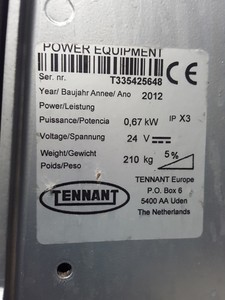 POWER EQUIPMENT
Ser. nr. T335425648
Year/ Baujahr Annee/ Ano 2012
Power/Leistung
Puissance/Potencia 0,67 kW IP X3
Voltage/Spannung 24 V
Weight/Gewicht 210 kg 5%
Poids/Peso
TENNANT
TENNANT Europe
P.O. Box 6
5400 AA Uden
The Netherlands
CE